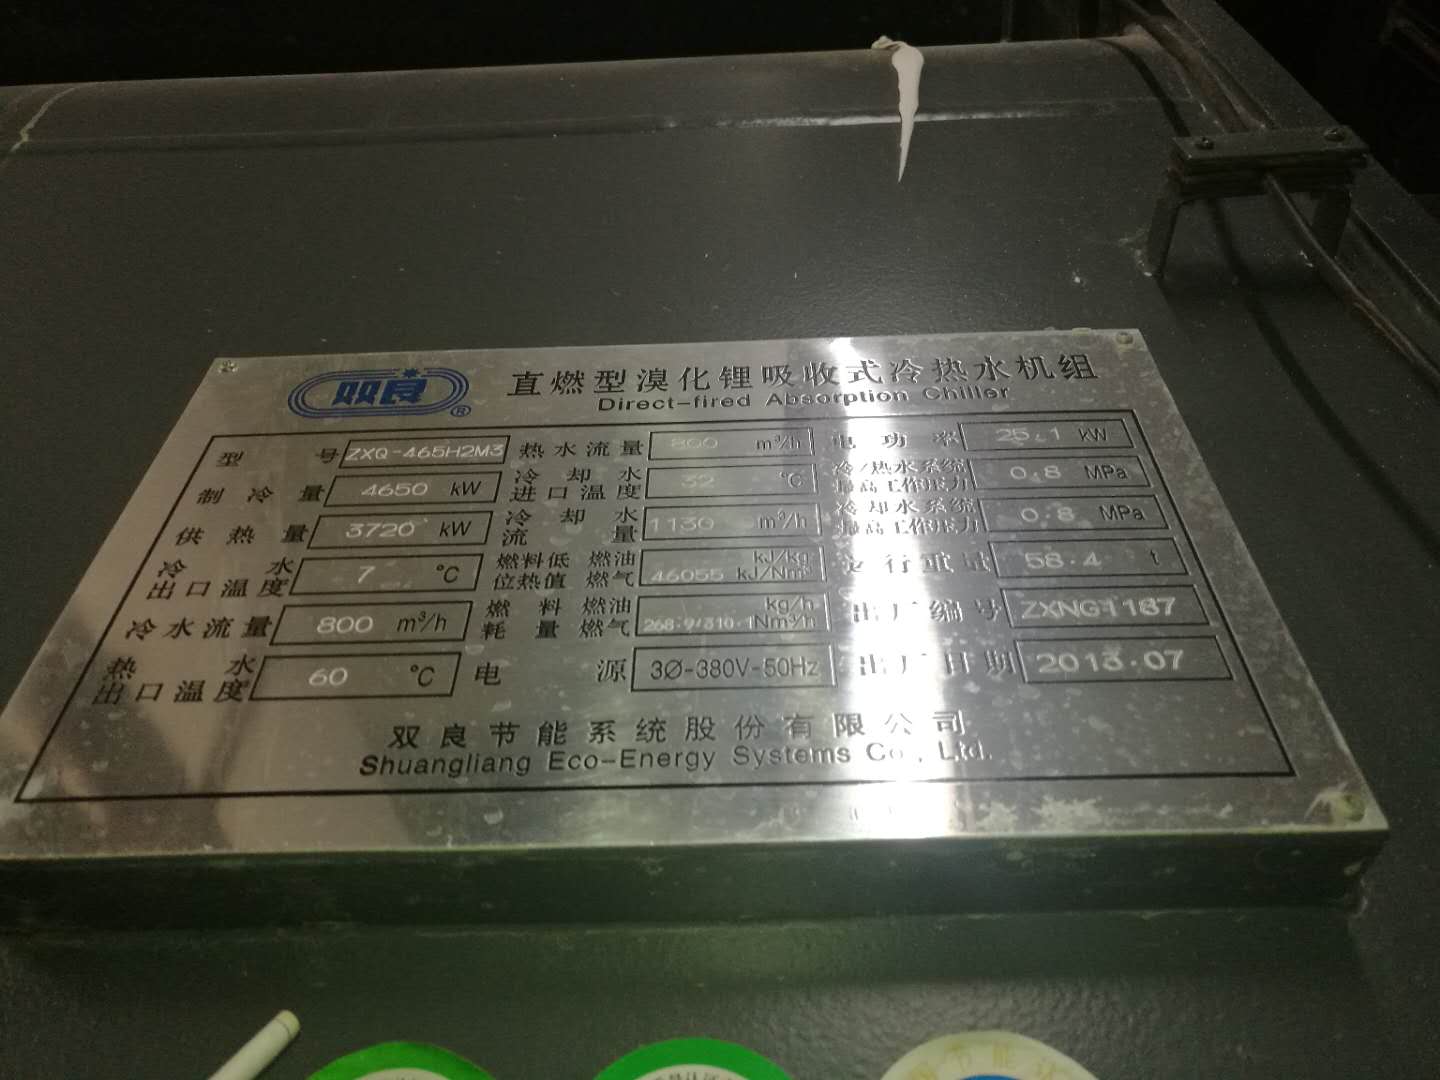 双良®
直燃型溴化锂吸收式冷热水机组
Direct-fired Absorption Chiller
型号 ZXQ-465H2M3 热水流量 800 m³/h 电功率 25.1 kW
制冷量 4650 kW 冷却水进口温度 32 °C 冷/热水系统最高工作压力 0.8 MPa
供热量 3720 kW 冷却水流量 1130 m³/h 冷却水系统最高工作压力 0.8 MPa
冷水出口温度 7 °C 燃料低位热值 燃油 kJ/kg 燃气 46055 kJ/Nm³ 运行重量 58.4 t
冷水流量 800 m³/h 燃料耗量 燃油 kg/h 燃气 268.9/310.1 Nm³/h 出厂编号 ZXNG1187
热水出口温度 60 °C 电源 3Ø-380V-50Hz 出厂日期 2013.07
双良节能系统股份有限公司
Shuangliang Eco-Energy Systems Co., Ltd.